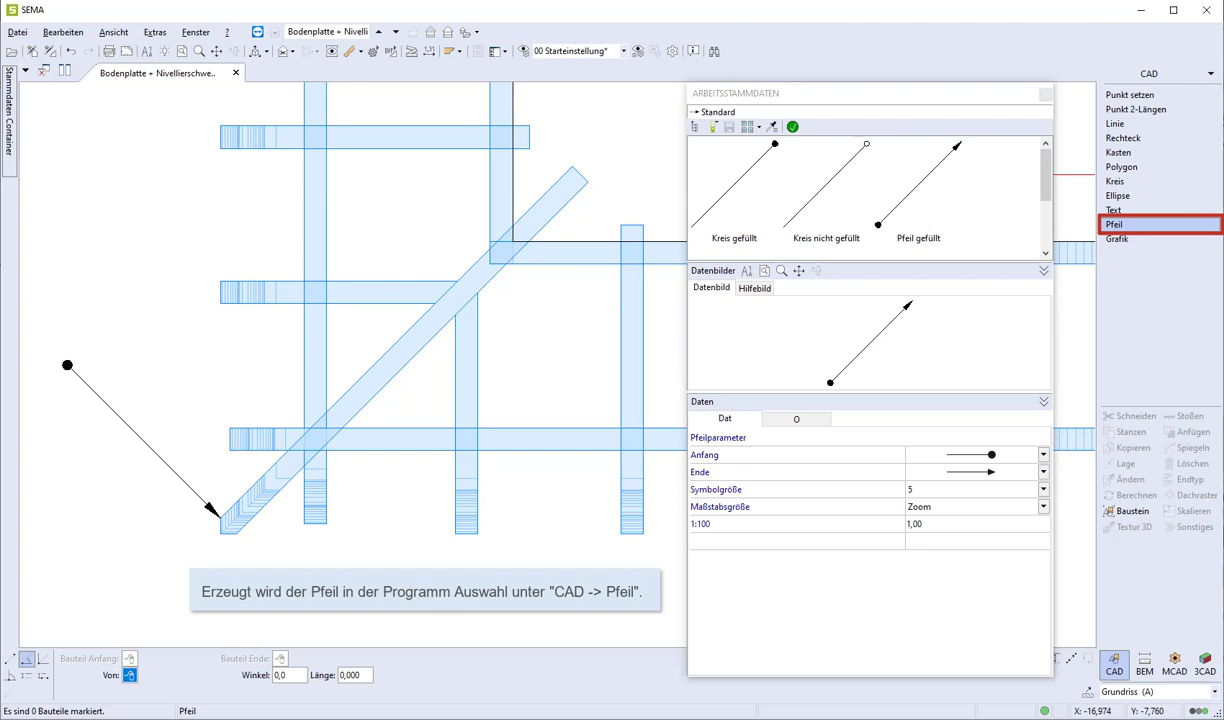 SEMA
Datei Bearbeiten Ansicht Extras Fenster ? Bodenplatte + Nivelli
00 Starteinstellung*
Bodenplatte + Nivellierschwe..
Stammdaten Container
CAD
Punkt setzen
Punkt 2-Längen
Linie
Rechteck
Kasten
Polygon
Kreis
Ellipse
Text
Pfeil
Grafik
ARBEITSSTAMMDATEN
Standard
Kreis gefüllt Kreis nicht gefüllt Pfeil gefüllt
Datenbilder
Datenbild Hilfebild
Daten
Dat O
Pfeilparameter
Anfang
Ende
Symbolgröße 5
Maßstabsgröße Zoom
1:100 1,00
Erzeugt wird der Pfeil in der Programm Auswahl unter "CAD -> Pfeil".
Schneiden Stoßen
Stanzen Anfügen
Kopieren Spiegeln
Lage Löschen
Ändern Endtyp
Berechnen Dachraster
Baustein Skalieren
Textur 3D Sonstiges
Bauteil Anfang: Bauteil Ende:
Von: Winkel: 0,0 Länge: 0,000
CAD BEM MCAD 3CAD
Grundriss (A)
Es sind 0 Bauteile markiert. Pfeil X: -16,974 Y: -7,760